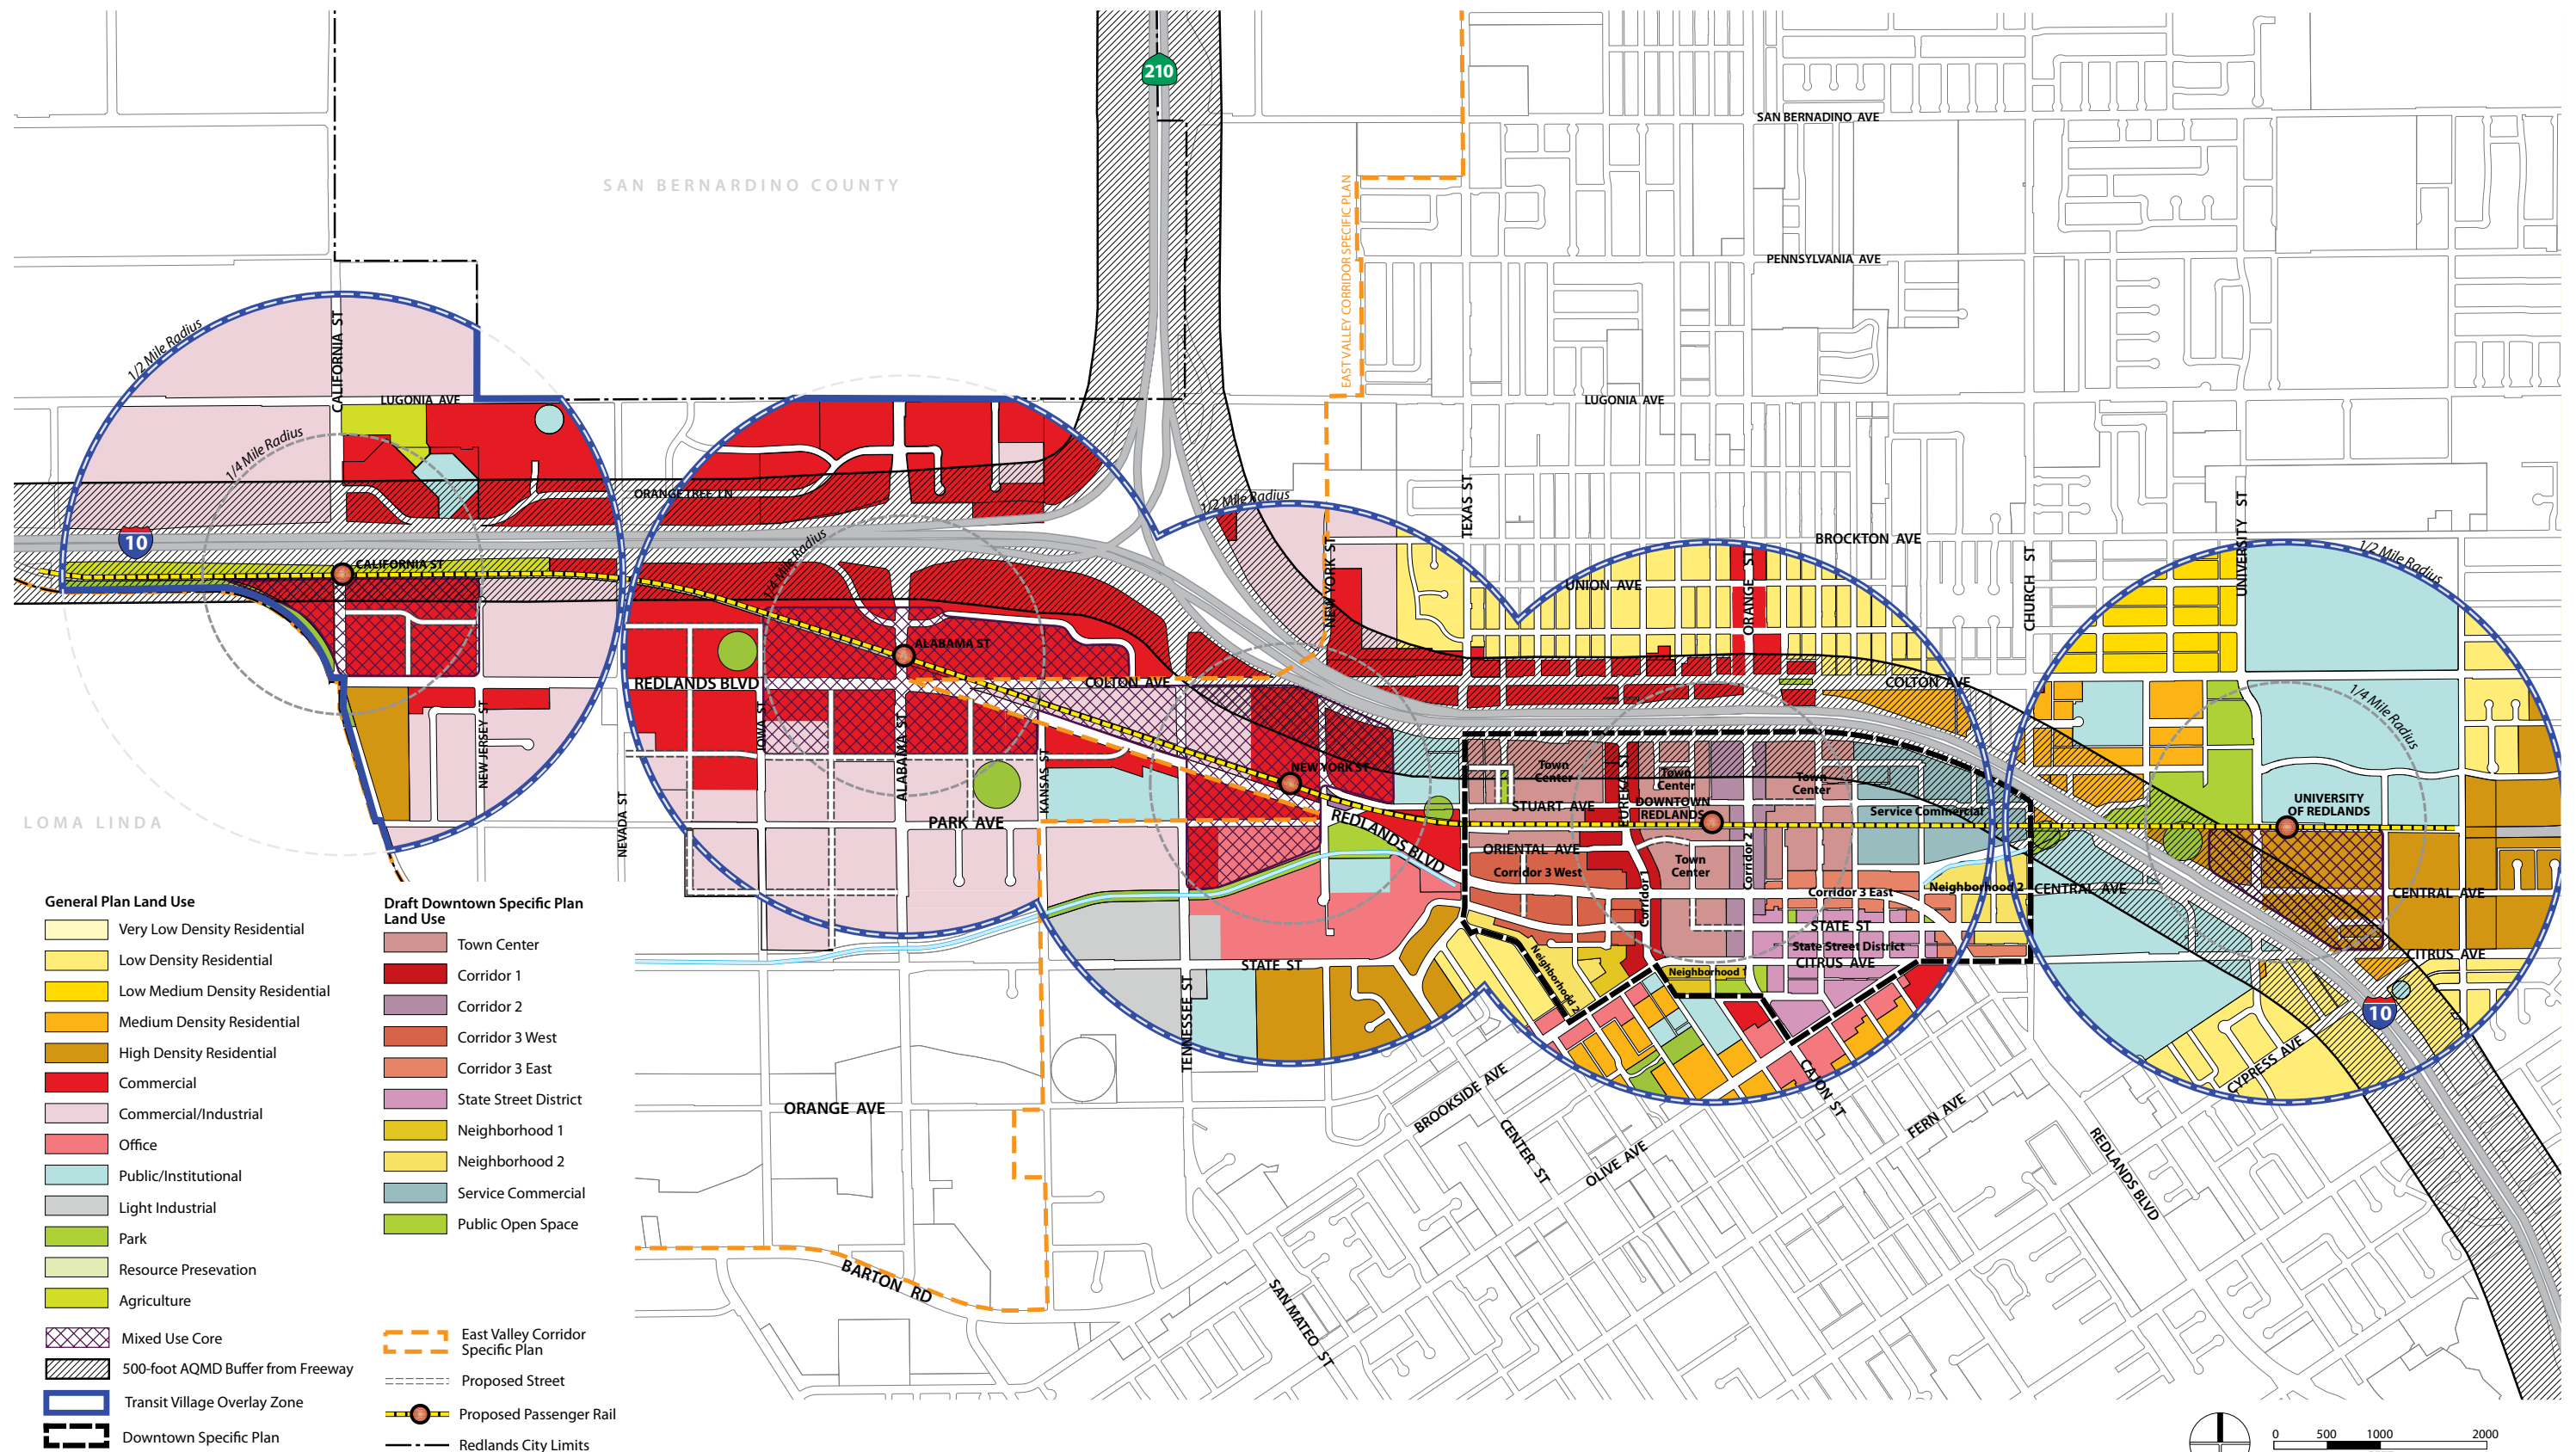 210
SAN BERNADINO AVE
SAN BERNARDINO COUNTY
EAST VALLEY CORRIDOR SPECIFIC PLAN
PENNSYLVANIA AVE
1/2 Mile Radius
CALIFORNIA ST
LUGONIA AVE
LUGONIA AVE
1/4 Mile Radius
ORANGE TREE LN
1/2 Mile Radius
TEXAS ST
UNIVERSITY ST
10
BROCKTON AVE
1/2 Mile Radius
CALIFORNIA ST
1/4 Mile Radius
NEW YORK ST
UNION AVE
ORANGE ST
CHURCH ST
ALABAMA ST
REDLANDS BLVD
COLTON AVE
COLTON AVE
1/4 Mile Radius
NEW JERSEY ST
IOWA ST
ALABAMA ST
KANSAS ST
NEW YORK ST
Town
Center
EUREKA ST
Town
Center
Town
Center
NEVADA ST
STUART AVE
DOWNTOWN
REDLANDS
Service Commercial
UNIVERSITY
OF REDLANDS
LOMA LINDA
PARK AVE
REDLANDS BLVD
ORIENTAL AVE
Town
Center
Corridor 2
Corridor 3 West
Corridor 1
Corridor 3 East
Neighborhood 2
CENTRAL AVE
CENTRAL AVE
STATE ST
State Street District
CITRUS AVE
CITRUS AVE
STATE ST
Neighborhood 2
Neighborhood 1
TENNESSEE ST
10
CYPRESS AVE
BROOKSIDE AVE
CAJON ST
FERN AVE
ORANGE AVE
CENTER ST
OLIVE AVE
REDLANDS BLVD
BARTON RD
SAN MATEO ST
General Plan Land Use
Very Low Density Residential
Low Density Residential
Low Medium Density Residential
Medium Density Residential
High Density Residential
Commercial
Commercial/Industrial
Office
Public/Institutional
Light Industrial
Park
Resource Presevation
Agriculture
Mixed Use Core
500-foot AQMD Buffer from Freeway
Transit Village Overlay Zone
Downtown Specific Plan
Draft Downtown Specific Plan
Land Use
Town Center
Corridor 1
Corridor 2
Corridor 3 West
Corridor 3 East
State Street District
Neighborhood 1
Neighborhood 2
Service Commercial
Public Open Space
East Valley Corridor
Specific Plan
Proposed Street
Proposed Passenger Rail
Redlands City Limits
0 500 1000 2000